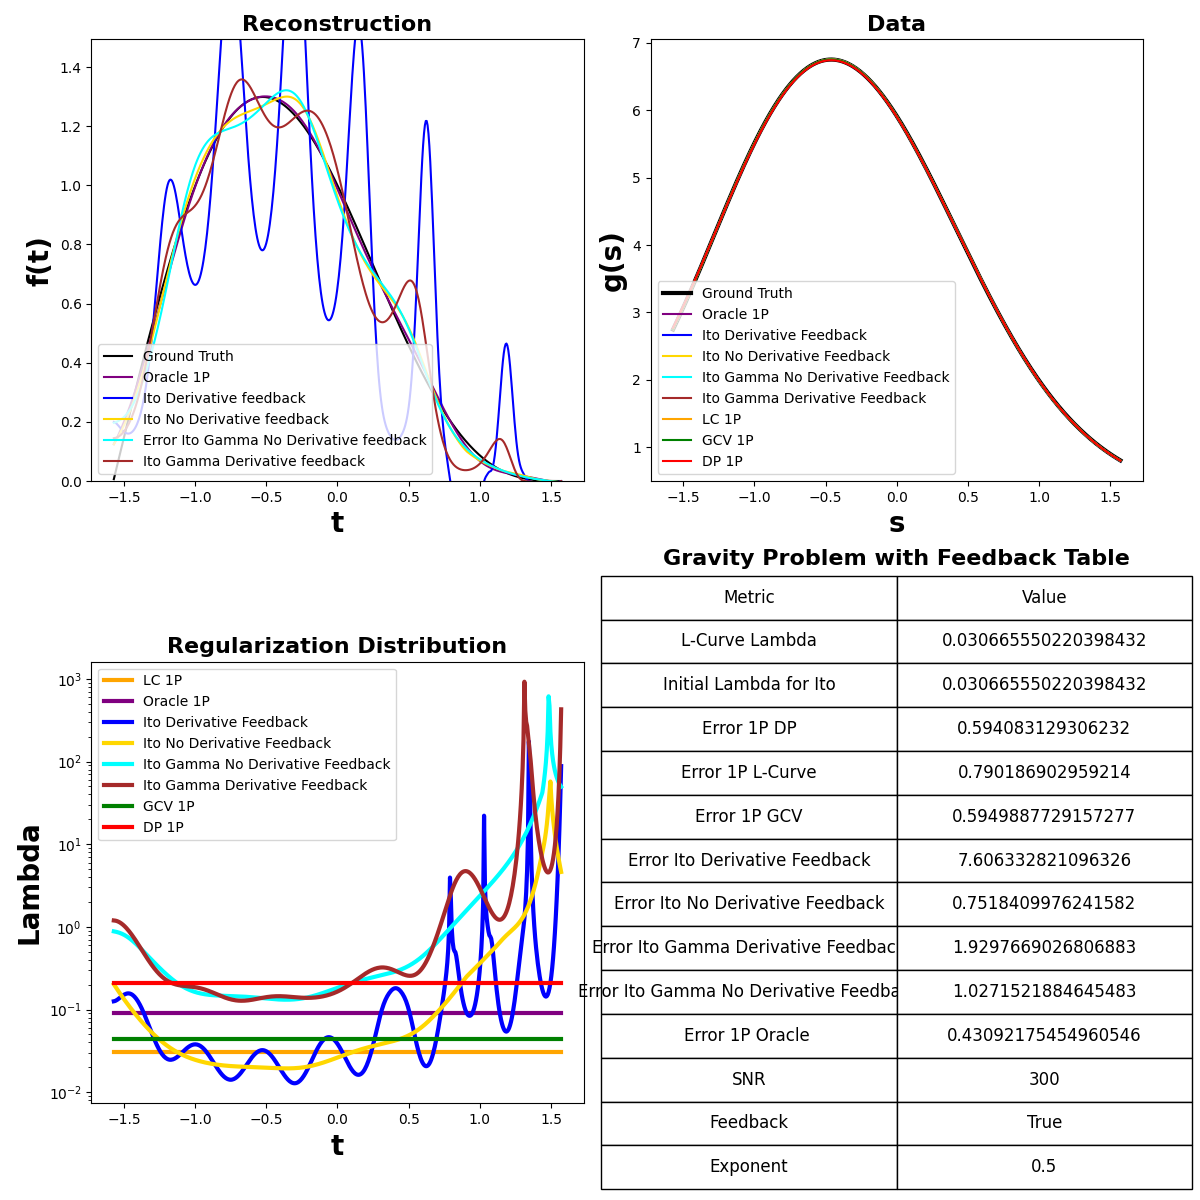 Reconstruction
f(t)
1.4
1.2
1.0
0.8
0.6
0.4
0.2
0.0
−1.5 −1.0 −0.5 0.0 0.5 1.0 1.5
t
Ground Truth
Oracle 1P
Ito Derivative feedback
Ito No Derivative feedback
Error Ito Gamma No Derivative feedback
Ito Gamma Derivative feedback
Data
g(s)
7
6
5
4
3
2
1
−1.5 −1.0 −0.5 0.0 0.5 1.0 1.5
s
Ground Truth
Oracle 1P
Ito Derivative Feedback
Ito No Derivative Feedback
Ito Gamma No Derivative Feedback
Ito Gamma Derivative Feedback
LC 1P
GCV 1P
DP 1P
Regularization Distribution
Lambda
10³
10²
10¹
10⁰
10⁻¹
10⁻²
−1.5 −1.0 −0.5 0.0 0.5 1.0 1.5
t
LC 1P
Oracle 1P
Ito Derivative Feedback
Ito No Derivative Feedback
Ito Gamma No Derivative Feedback
Ito Gamma Derivative Feedback
GCV 1P
DP 1P
Gravity Problem with Feedback Table
Metric Value
L-Curve Lambda 0.030665550220398432
Initial Lambda for Ito 0.030665550220398432
Error 1P DP 0.594083129306232
Error 1P L-Curve 0.790186902959214
Error 1P GCV 0.5949887729157277
Error Ito Derivative Feedback 7.606332821096326
Error Ito No Derivative Feedback 0.7518409976241582
Error Ito Gamma Derivative Feedbac 1.9297669026806883
Error Ito Gamma No Derivative Feedba 1.0271521884645483
Error 1P Oracle 0.43092175454960546
SNR 300
Feedback True
Exponent 0.5